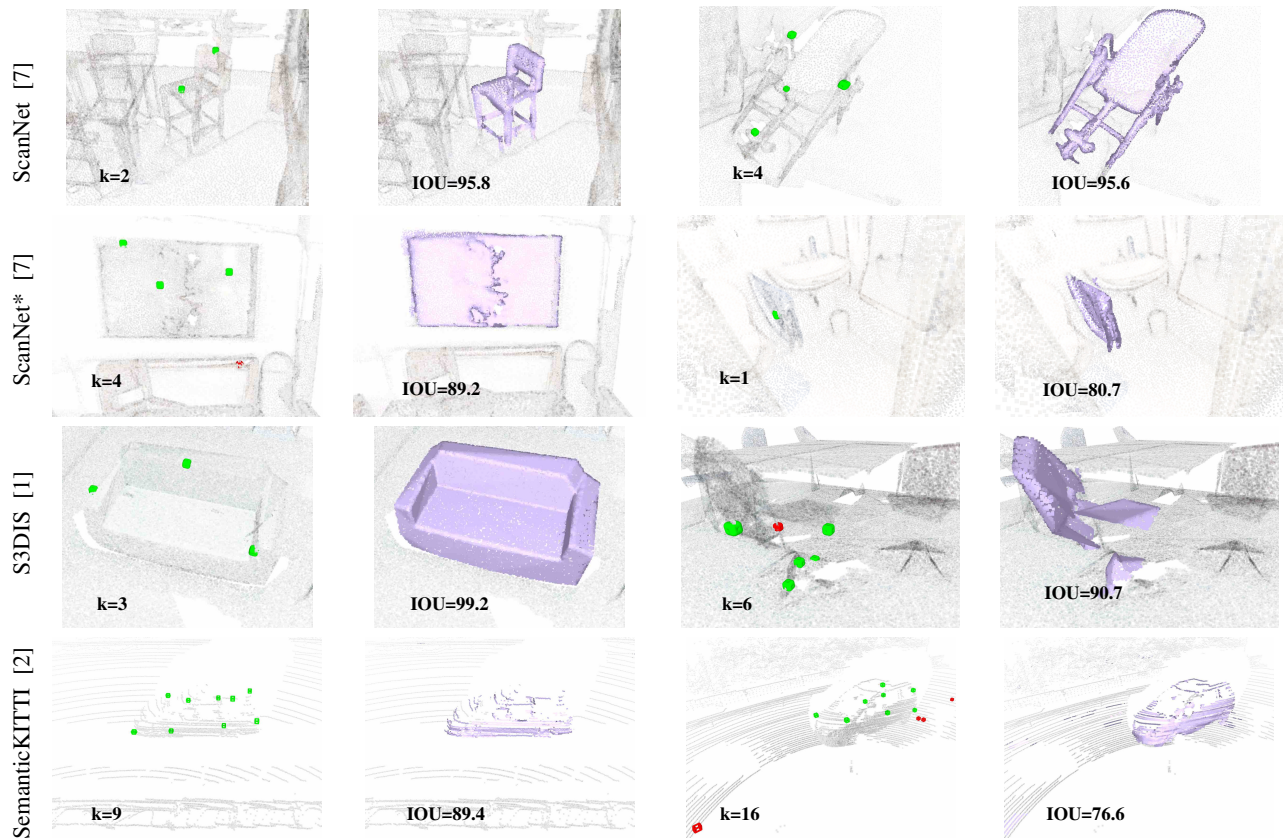 ScanNet [7]
k=2
IOU=95.8
k=4
IOU=95.6
ScanNet* [7]
k=4
IOU=89.2
k=1
IOU=80.7
S3DIS [1]
k=3
IOU=99.2
k=6
IOU=90.7
SemanticKITTI [2]
k=9
IOU=89.4
k=16
IOU=76.6